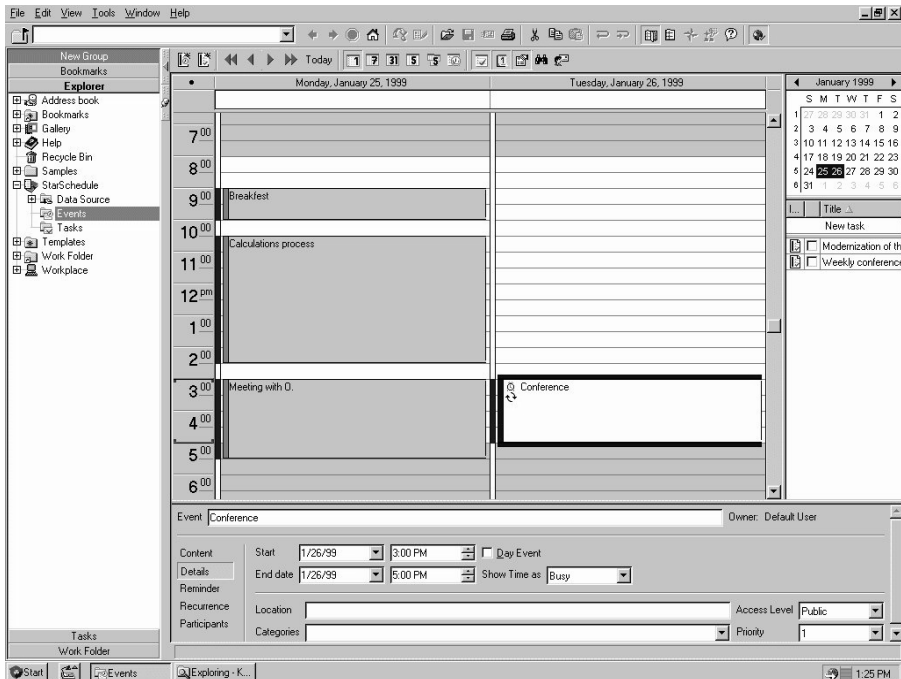 File Edit View Tools Window Help
New Group
Bookmarks
Explorer
Address book
Bookmarks
Gallery
Help
Recycle Bin
Samples
StarSchedule
Data Source
Events
Tasks
Templates
Work Folder
Workplace
Tasks
Work Folder
Today 1 7 31 5 5
Monday, January 25, 1999 Tuesday, January 26, 1999
7 00
8 00
9 00 Breakfest
10 00 Calculations process
11 00
12 pm
1 00
2 00
3 00 Meeting with O. Conference
4 00
5 00
6 00
January 1999
S M T W T F S
1 27 28 29 30 31 1 2
2 3 4 5 6 7 8 9
3 10 11 12 13 14 15 16
4 17 18 19 20 21 22 23
5 24 25 26 27 28 29 30
6 31 1 2 3 4 5 6
I... Title
New task
Modernization of th
Weekly conference
Event Conference Owner: Default User
Content
Details
Reminder
Recurrence
Participants
Start 1/26/99 3:00 PM Day Event
End date 1/26/99 5:00 PM Show Time as Busy
Location Access Level Public
Categories Priority 1
Start Events Exploring - K... 1:25 PM